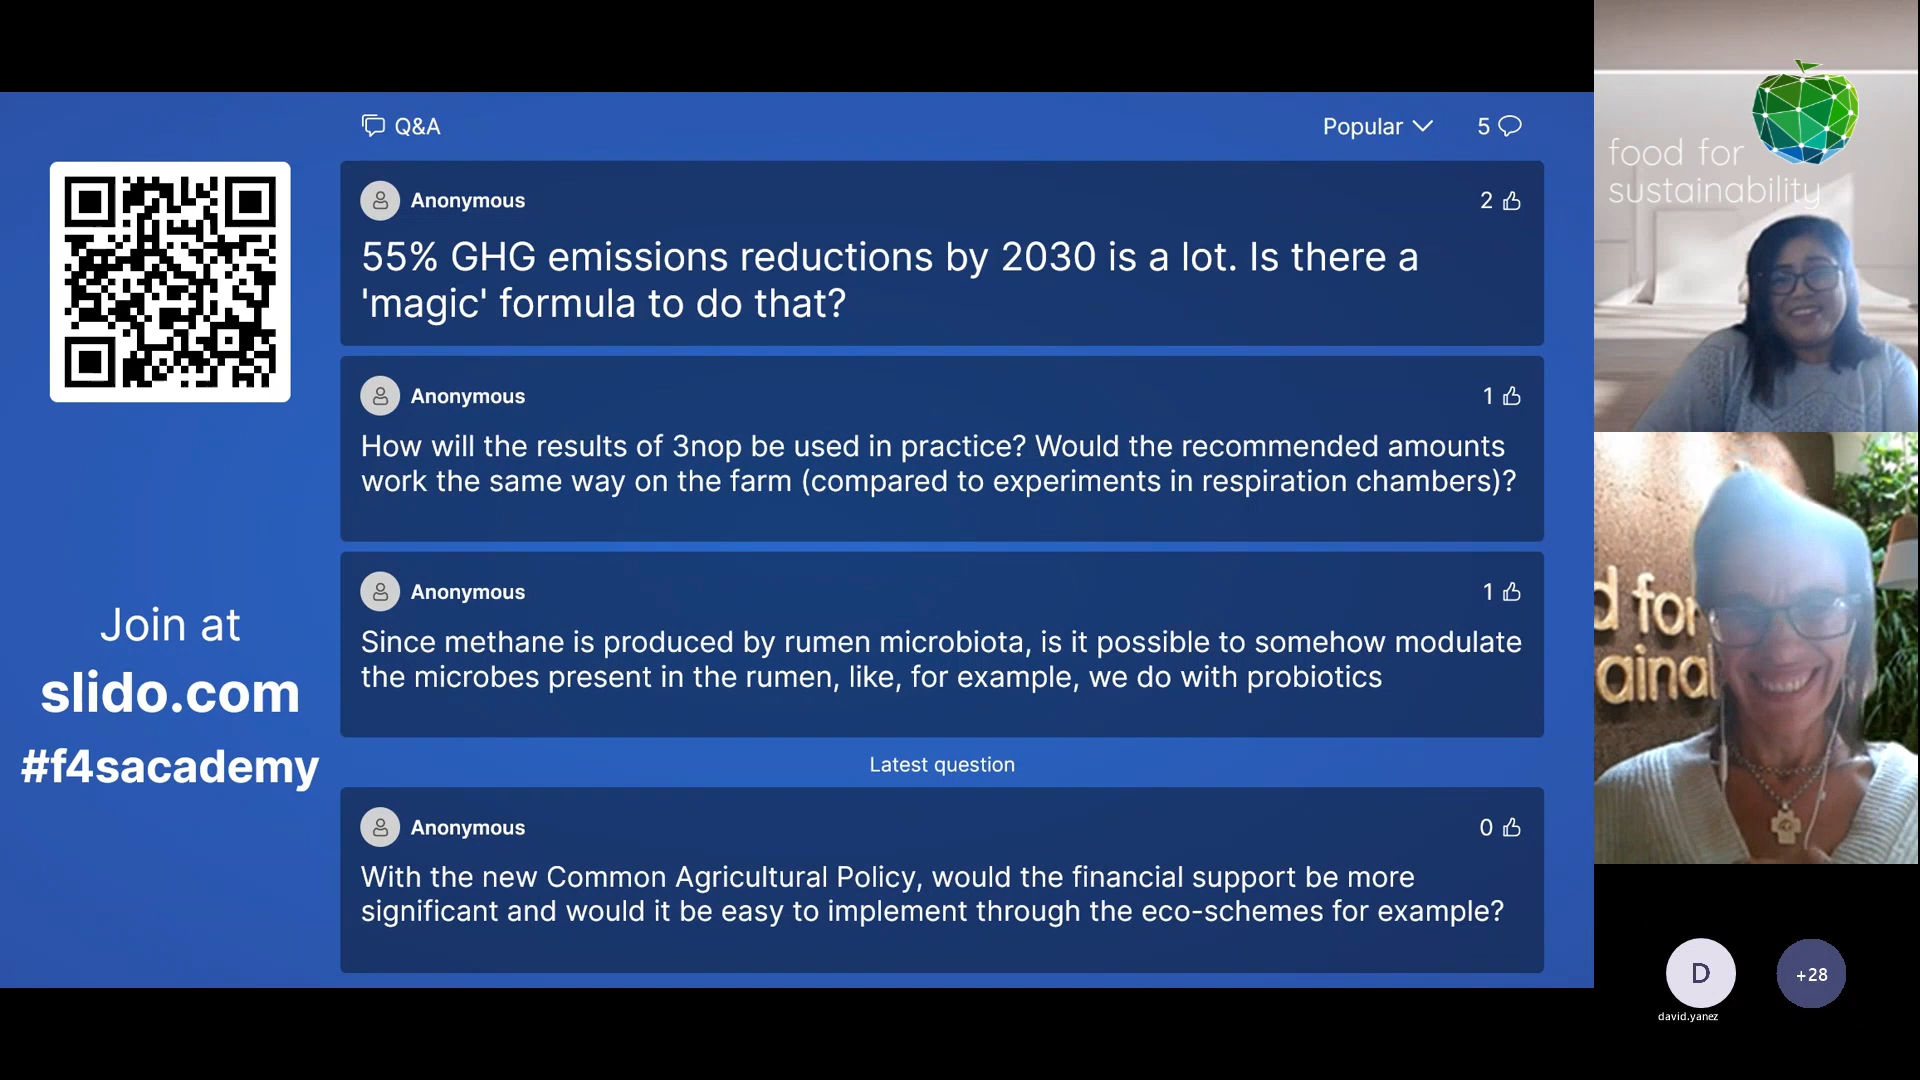 Q&A
Popular
5
Anonymous
2
55% GHG emissions reductions by 2030 is a lot. Is there a
'magic' formula to do that?
Anonymous
1
How will the results of 3nop be used in practice? Would the recommended amounts
work the same way on the farm (compared to experiments in respiration chambers)?
Anonymous
1
Since methane is produced by rumen microbiota, is it possible to somehow modulate
the microbes present in the rumen, like, for example, we do with probiotics
Latest question
Anonymous
0
With the new Common Agricultural Policy, would the financial support be more
significant and would it be easy to implement through the eco-schemes for example?
Join at
slido.com
#f4sacademy
food for
sustainability
d for
ainal
D
david.yanez
+28